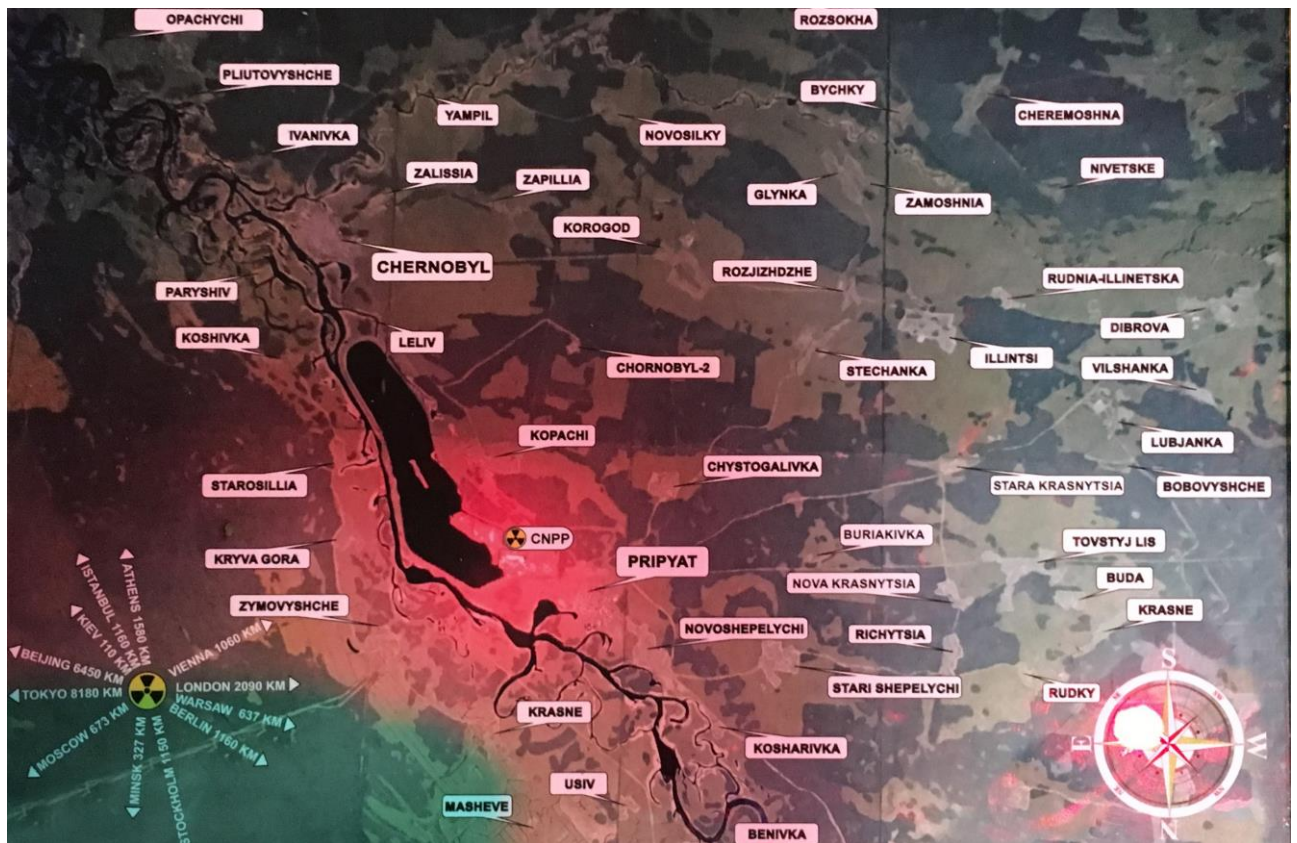 OPACHYCHI
ROZSOKHA
PLIUTOVYSHCHE
BYCHKY
YAMPIL
CHEREMOSHNA
IVANIVKA
NOVOSILKY
ZALISSIA
ZAPILLIA
NIVETSKE
GLYNKA
ZAMOSHNIA
KOROGOD
CHERNOBYL
ROZJIZHDZHE
RUDNIA-ILLINETSKA
PARYSHIV
DIBROVA
KOSHIVKA
LELIV
ILLINTSI
CHORNOBYL-2
STECHANKA
VILSHANKA
KOPACHI
LUBJANKA
CHYSTOGALIVKA
STAROSILLIA
STARA KRASNYTSIA
BOBOVYSHCHE
CNPP
BURIAKIVKA
TOVSTYJ LIS
KRYVA GORA
PRIPYAT
NOVA KRASNYTSIA
BUDA
ZYMOVYSHCHE
KRASNE
NOVOSHEPELYCHI
RICHYTSIA
STARI SHEPELYCHI
RUDKY
KRASNE
KOSHARIVKA
USIV
MASHEVE
BENIVKA
ATHENS 1580 KM
ISTANBUL 1160 KM
KIEV 110 KM
VIENNA 1060 KM
BEIJING 6450 KM
TOKYO 8180 KM
LONDON 2090 KM
WARSAW 637 KM
BERLIN 1160 KM
MOSCOW 673 KM
MINSK 327 KM
STOCKHOLM 1150 KM
S
E
W
N